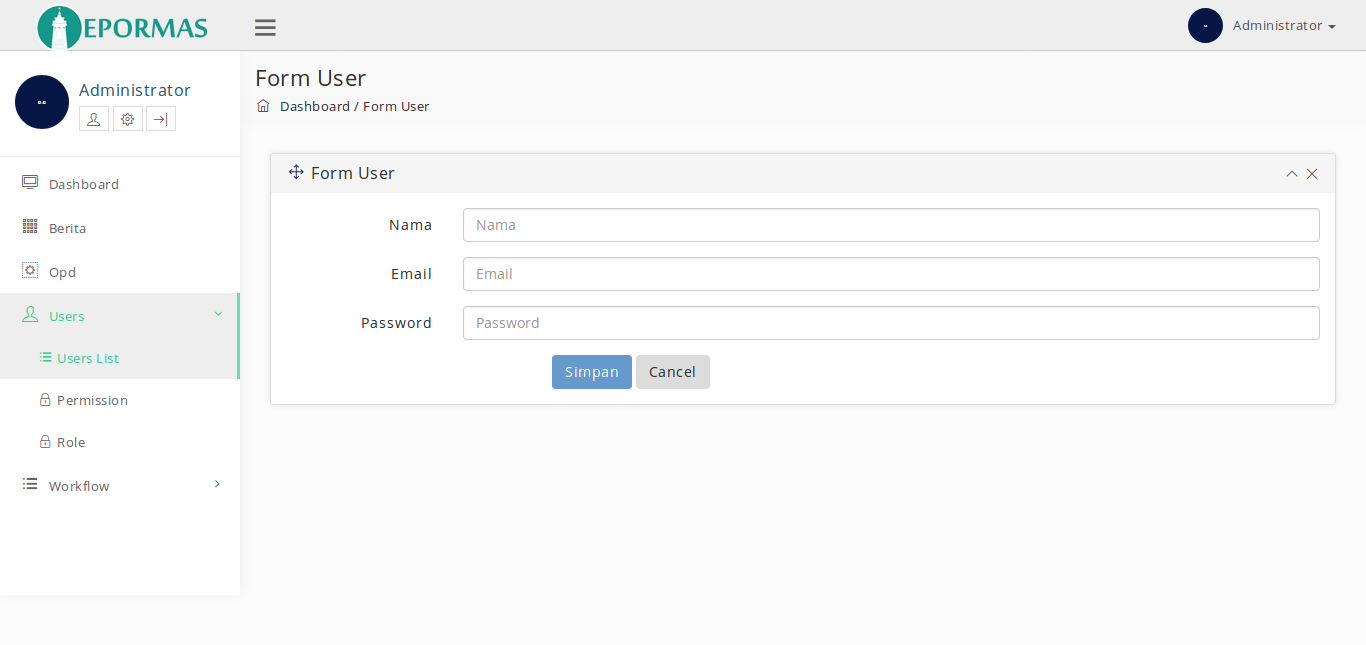 EPORMAS
Administrator
Administrator
Form User
Dashboard / Form User
Dashboard
Berita
Opd
Users
Users List
Permission
Role
Workflow
Form User
Nama
Nama
Email
Email
Password
Password
Simpan
Cancel